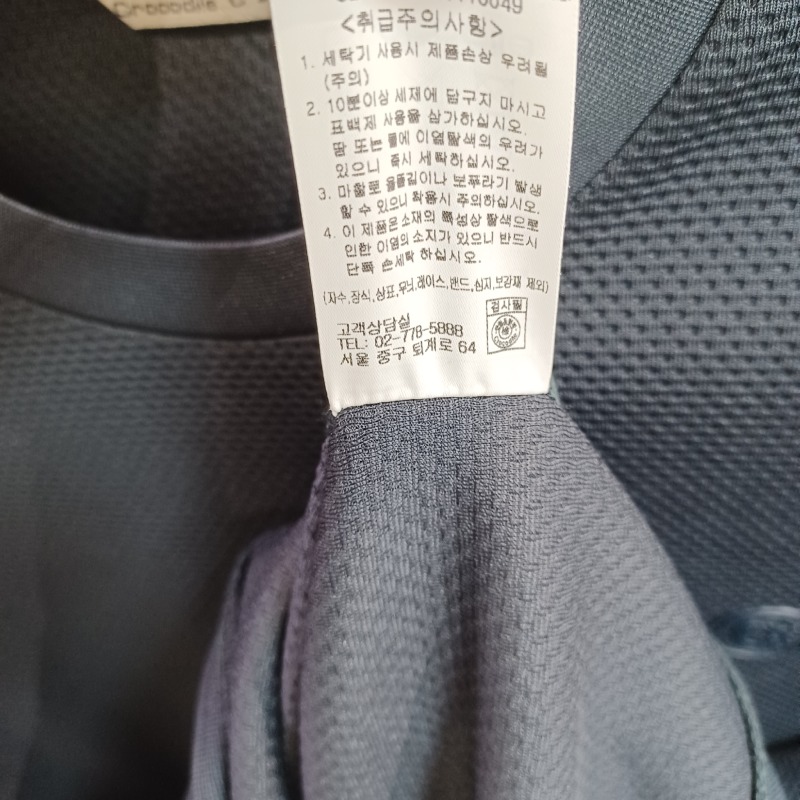 Crocodile
<취급주의사항>
1. 세탁기 사용시 제품손상 우려됨
(주의)
2. 10분이상 세제에 담구지 마시고
표백제 사용을 삼가하십시오.
땀 또는 물에 이염탈색의 우려가
있으니 즉시 세탁하십시오.
3. 마찰로 올뜯김이나 보푸라기 발생
할 수 있으니 착용시 주의하십시오.
4. 이 제품은소재의 특성상 탈색으로
인한 이염의 소지가 있으니 반드시
단독 손세탁 하십시오.
(자수,장식,상표,무늬,레이스,밴드,심지,보강재 제외)
검사필
고객상담실
TEL: 02-778-5888
서울 중구 퇴계로 64